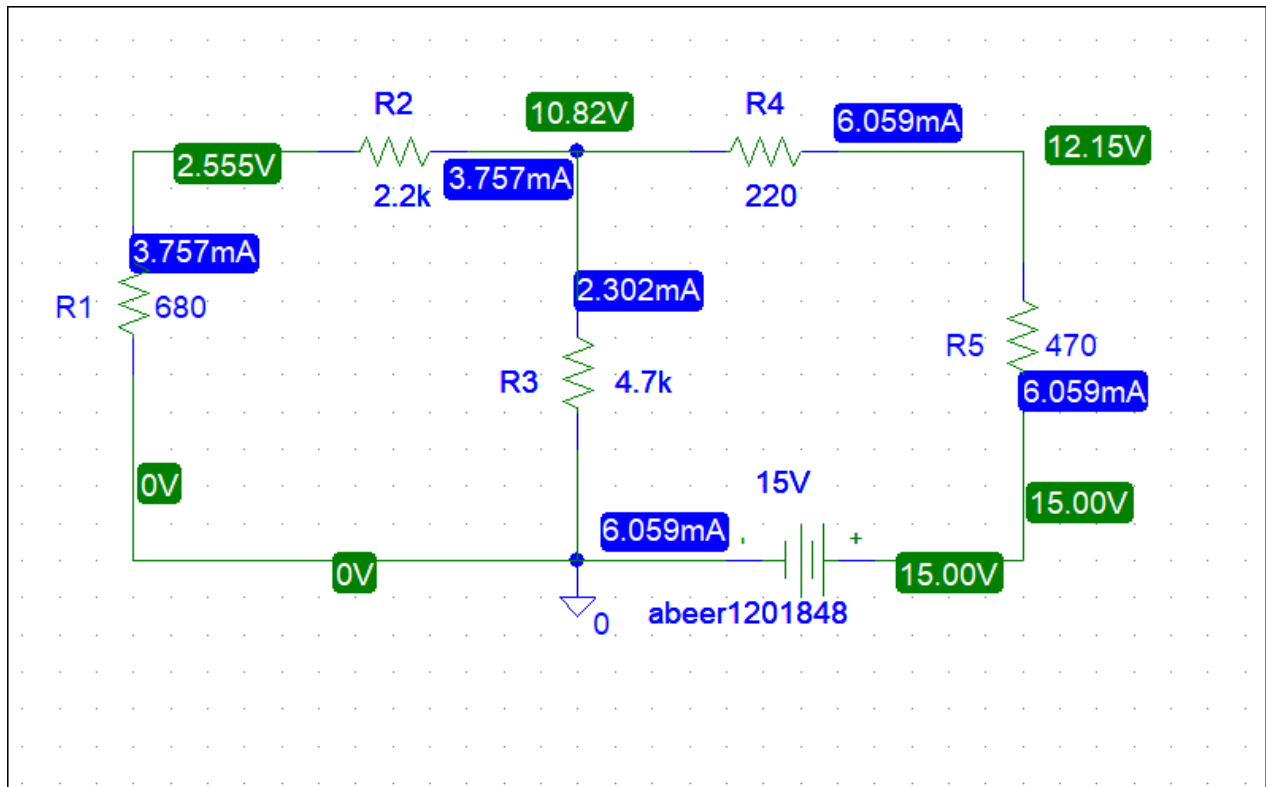 R2
10.82V
R4
6.059mA
12.15V
2.555V
3.757mA
2.2k
220
3.757mA
2.302mA
R1
680
R5
470
R3
4.7k
6.059mA
0V
15V
15.00V
6.059mA
- +
0V
15.00V
0
abeer1201848